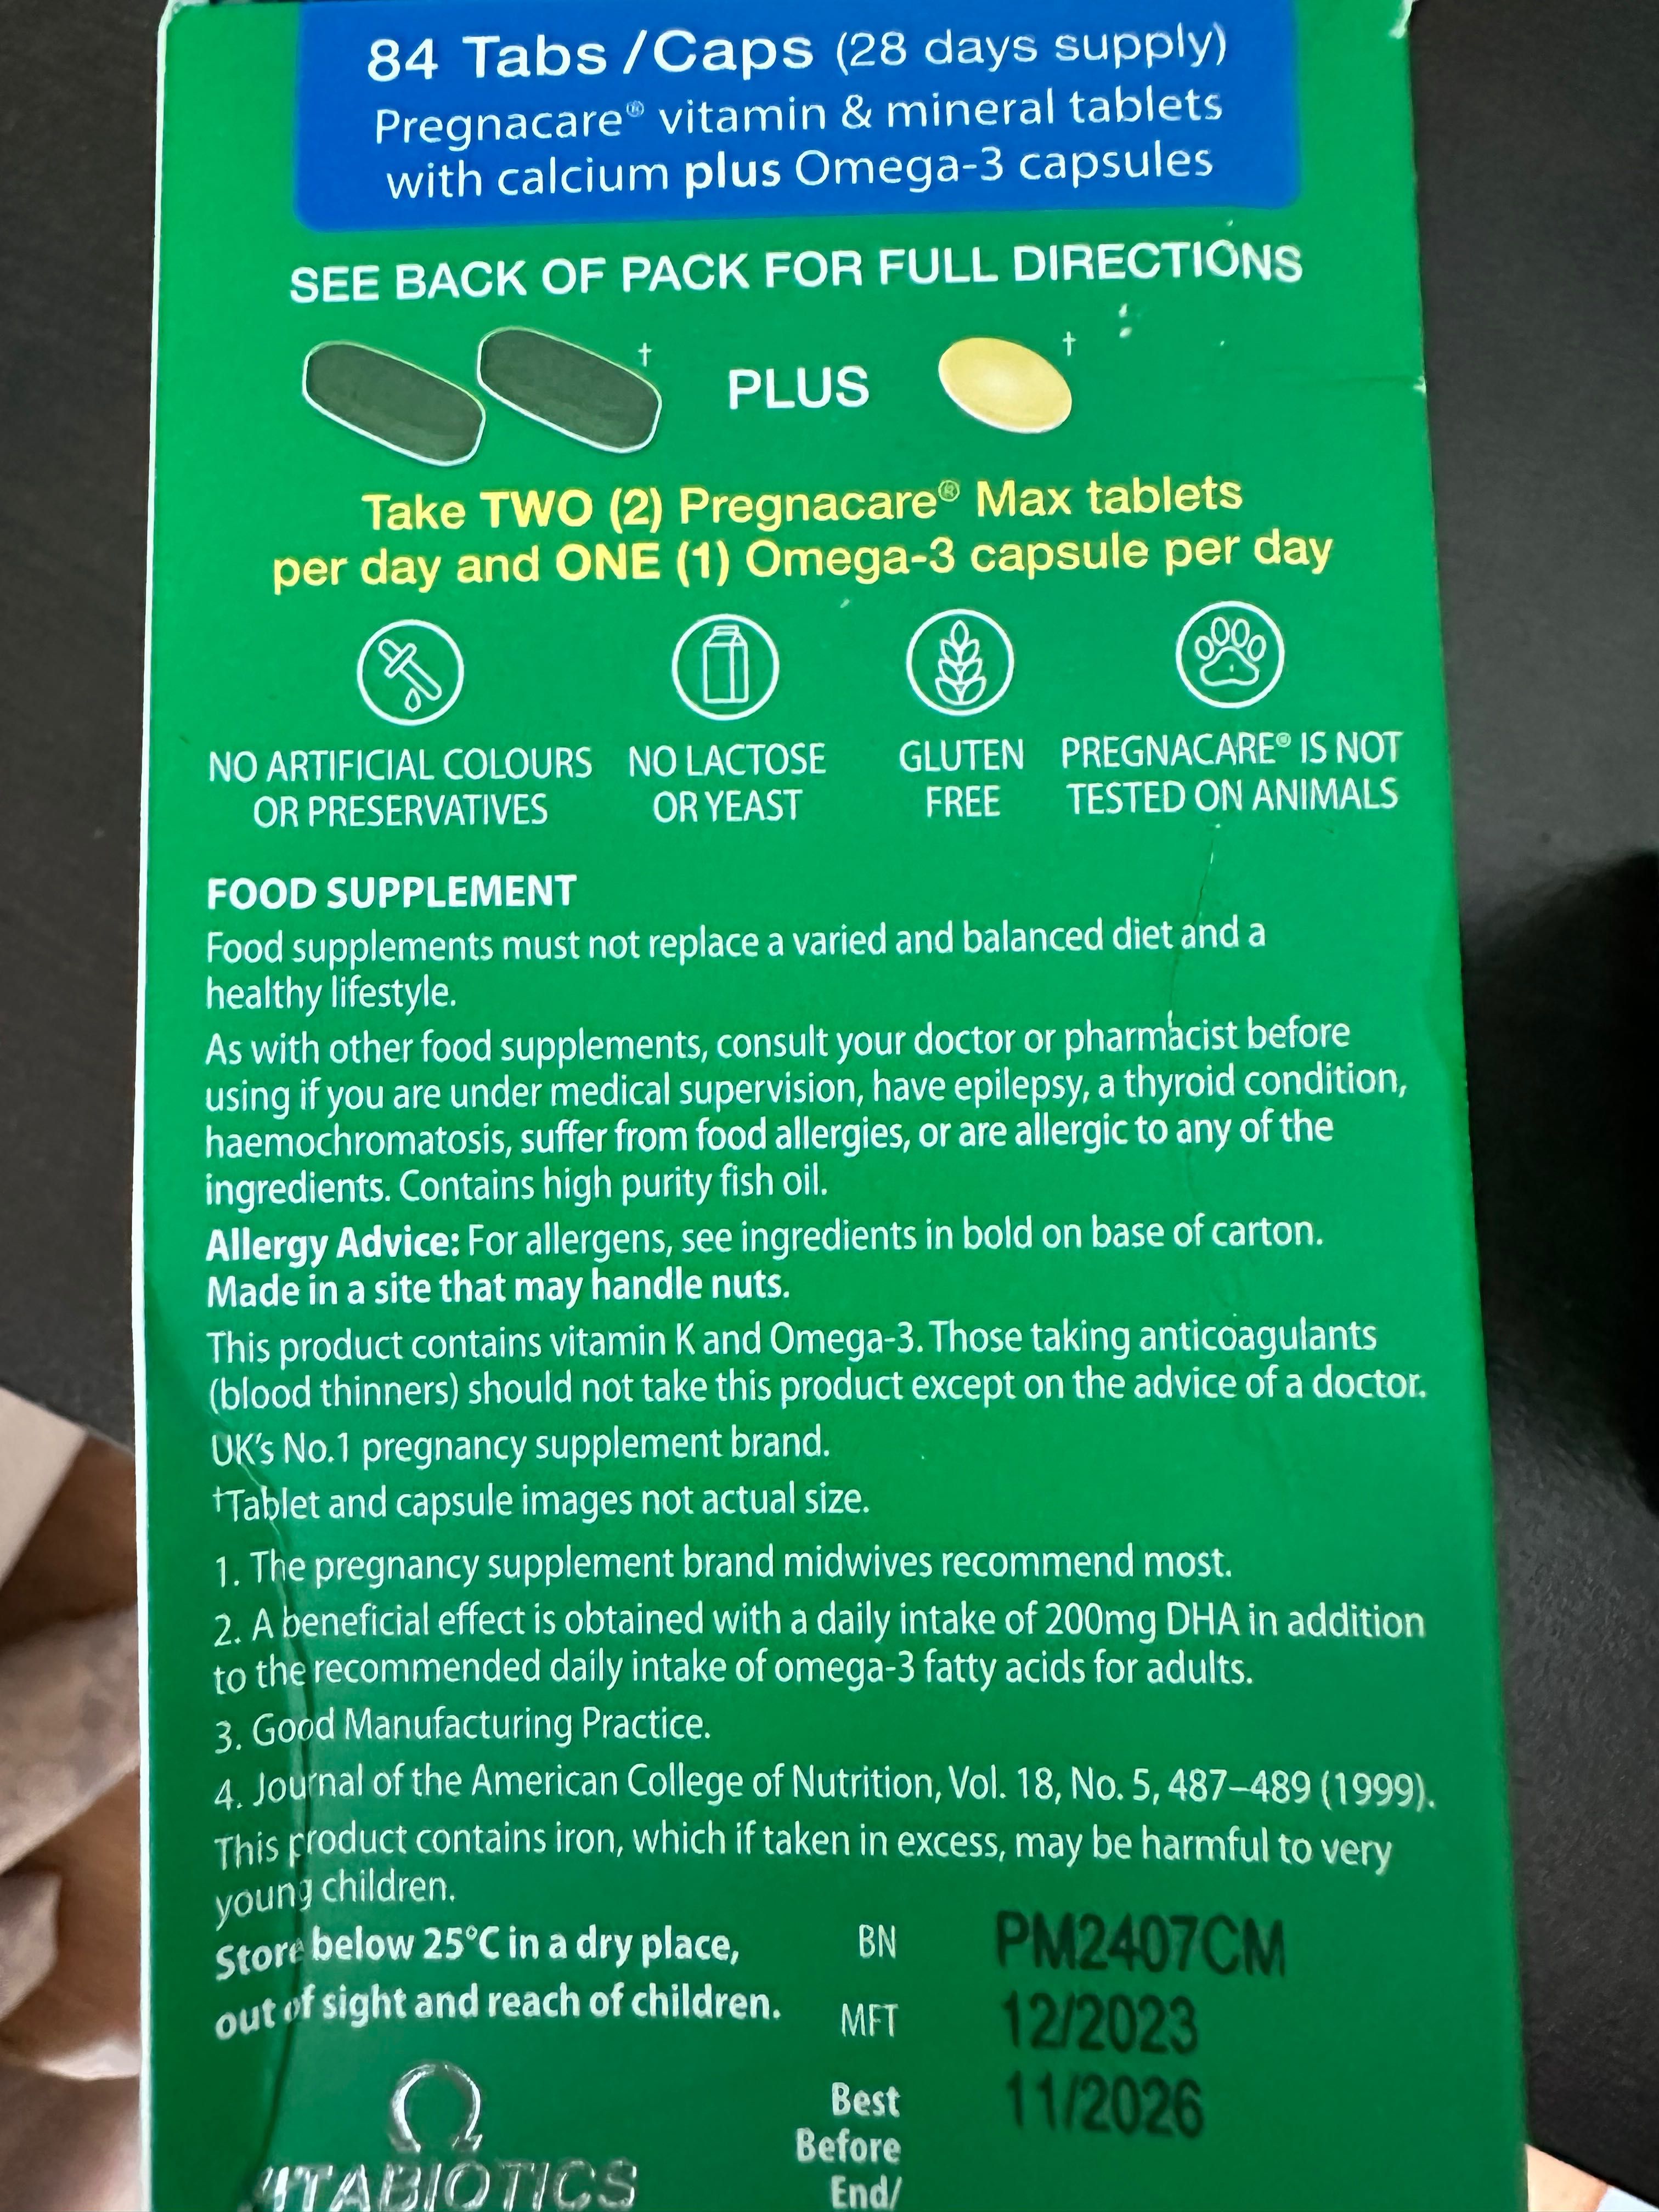 84 Tabs /Caps (28 days supply)
Pregnacare® vitamin & mineral tablets
with calcium plus Omega-3 capsules
SEE BACK OF PACK FOR FULL DIRECTIONS
† PLUS †
Take TWO (2) Pregnacare® Max tablets
per day and ONE (1) Omega-3 capsule per day
NO ARTIFICIAL COLOURS
OR PRESERVATIVES
NO LACTOSE
OR YEAST
GLUTEN
FREE
PREGNACARE® IS NOT
TESTED ON ANIMALS
FOOD SUPPLEMENT
Food supplements must not replace a varied and balanced diet and a
healthy lifestyle.
As with other food supplements, consult your doctor or pharmacist before
using if you are under medical supervision, have epilepsy, a thyroid condition,
haemochromatosis, suffer from food allergies, or are allergic to any of the
ingredients. Contains high purity fish oil.
Allergy Advice: For allergens, see ingredients in bold on base of carton.
Made in a site that may handle nuts.
This product contains vitamin K and Omega-3. Those taking anticoagulants
(blood thinners) should not take this product except on the advice of a doctor.
UK's No.1 pregnancy supplement brand.
†Tablet and capsule images not actual size.
1. The pregnancy supplement brand midwives recommend most.
2. A beneficial effect is obtained with a daily intake of 200mg DHA in addition
to the recommended daily intake of omega-3 fatty acids for adults.
3. Good Manufacturing Practice.
4. Journal of the American College of Nutrition, Vol. 18, No. 5, 487–489 (1999).
This product contains iron, which if taken in excess, may be harmful to very
young children.
Store below 25°C in a dry place,
out of sight and reach of children.
BN PM2407CM
MFT 12/2023
Best 11/2026
Before
End/
VITABIOTICS